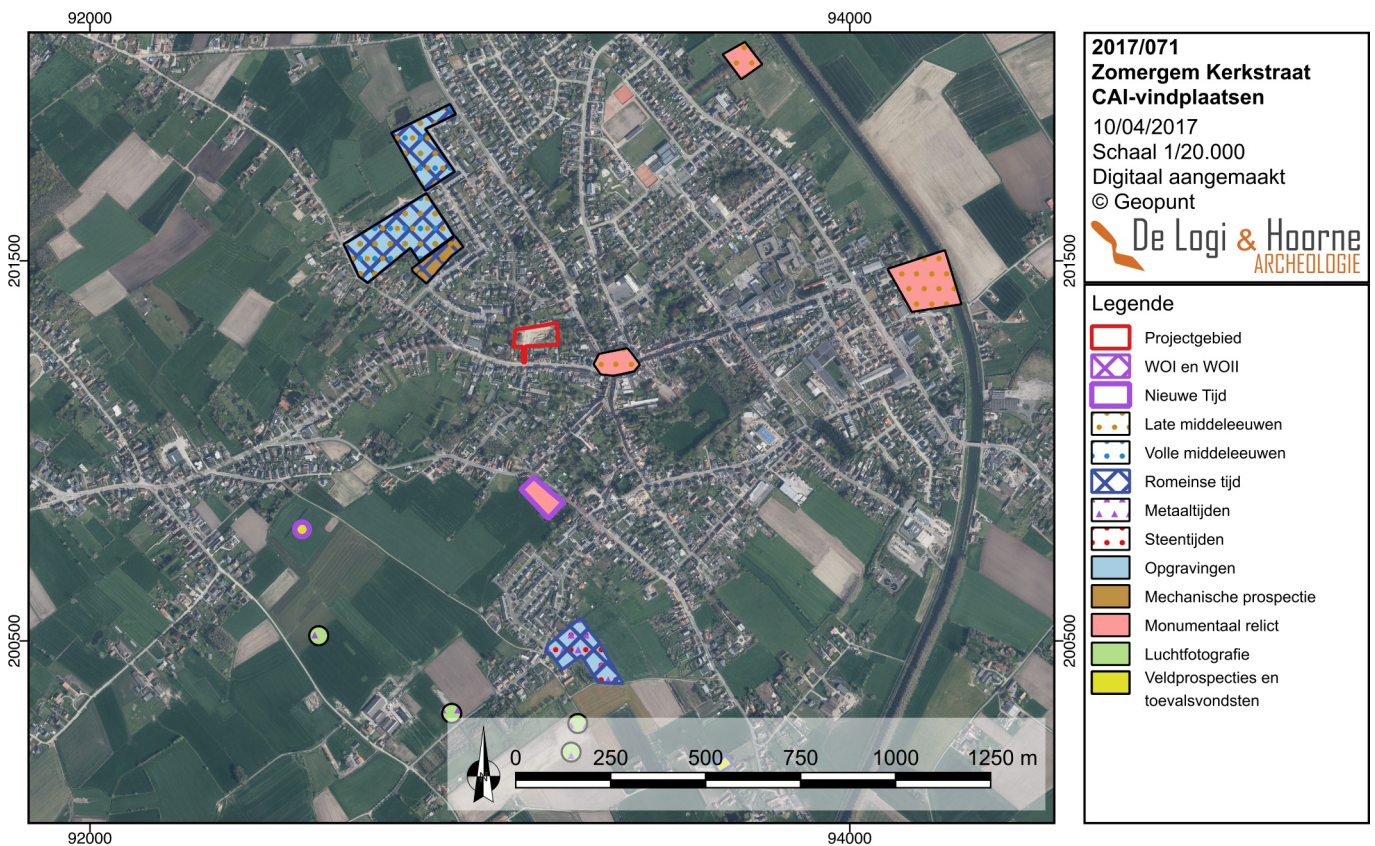 92000
94000
201500
201500
200500
200500
92000
94000
N
0 250 500 750 1000 1250 m
2017/071
Zomergem Kerkstraat
CAI-vindplaatsen
10/04/2017
Schaal 1/20.000
Digitaal aangemaakt
© Geopunt
De Logi & Hoorne
ARCHEOLOGIE
Legende
Projectgebied
WOI en WOII
Nieuwe Tijd
Late middeleeuwen
Volle middeleeuwen
Romeinse tijd
Metaaltijden
Steentijden
Opgravingen
Mechanische prospectie
Monumentaal relict
Luchtfotografie
Veldprospecties en
toevalsvondsten